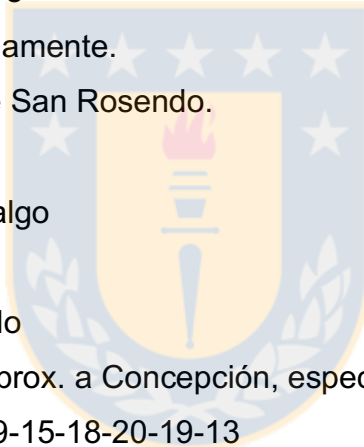 amente.
San Rosendo.
algo
lo
prox. a Concepción, espec
9-15-18-20-19-13